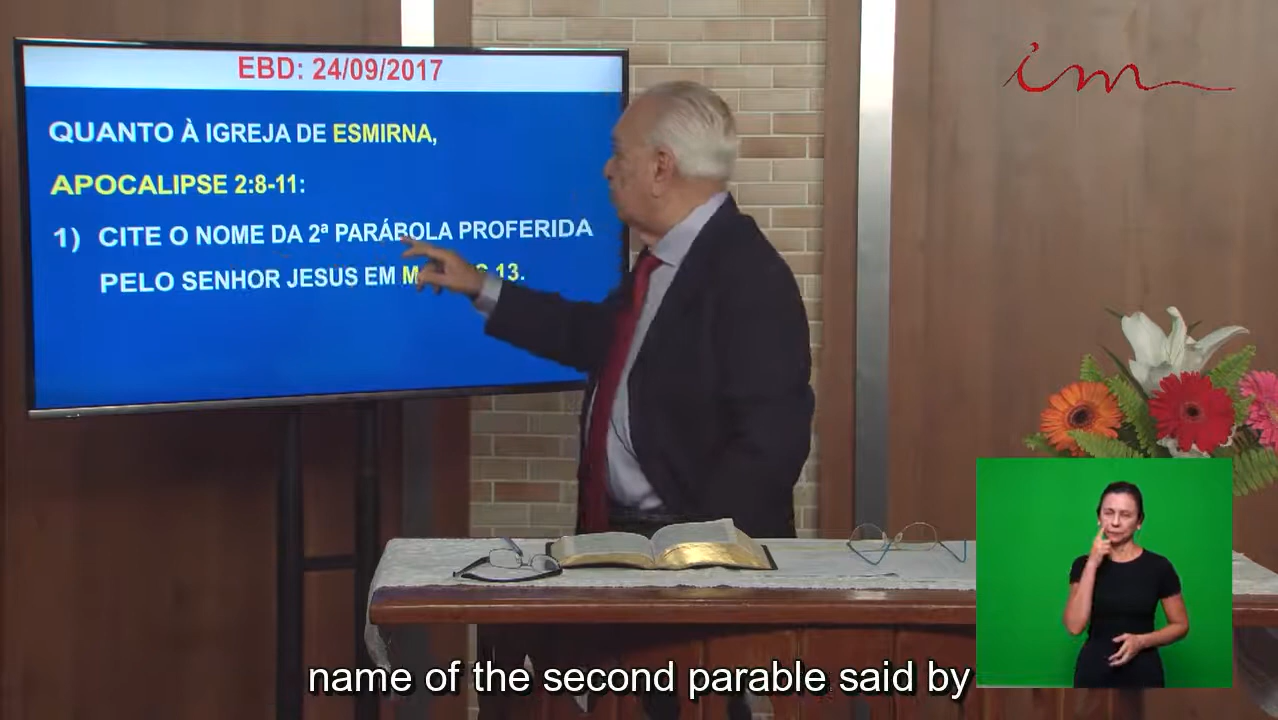 EBD: 24/09/2017
QUANTO À IGREJA DE ESMIRNA,
APOCALIPSE 2:8-11:
1) CITE O NOME DA 2ª PARÁBOLA PROFERIDA
PELO SENHOR JESUS EM 13.
im
name of the second parable said by